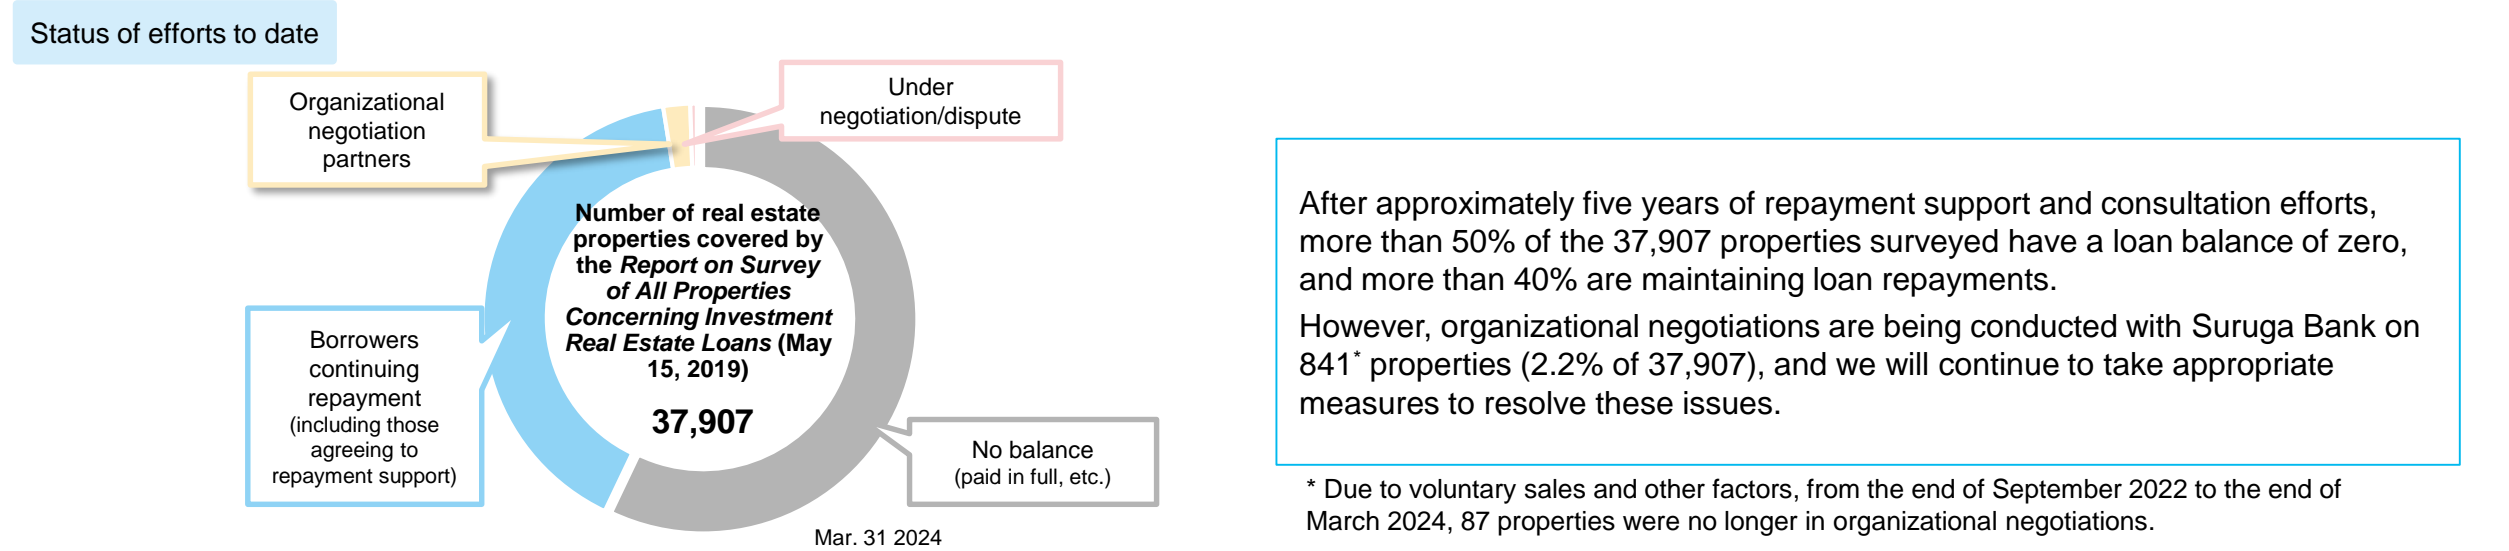 Status of efforts to date
Organizational
negotiation
partners
Under
negotiation/dispute
Number of real estate
properties covered by
the Report on Survey
of All Properties
Concerning Investment
Real Estate Loans (May
15, 2019)
37,907
Borrowers
continuing
repayment
(including those
agreeing to
repayment support)
No balance
(paid in full, etc.)
Mar. 31 2024
After approximately five years of repayment support and consultation efforts,
more than 50% of the 37,907 properties surveyed have a loan balance of zero,
and more than 40% are maintaining loan repayments.
However, organizational negotiations are being conducted with Suruga Bank on
841* properties (2.2% of 37,907), and we will continue to take appropriate
measures to resolve these issues.
* Due to voluntary sales and other factors, from the end of September 2022 to the end of
March 2024, 87 properties were no longer in organizational negotiations.